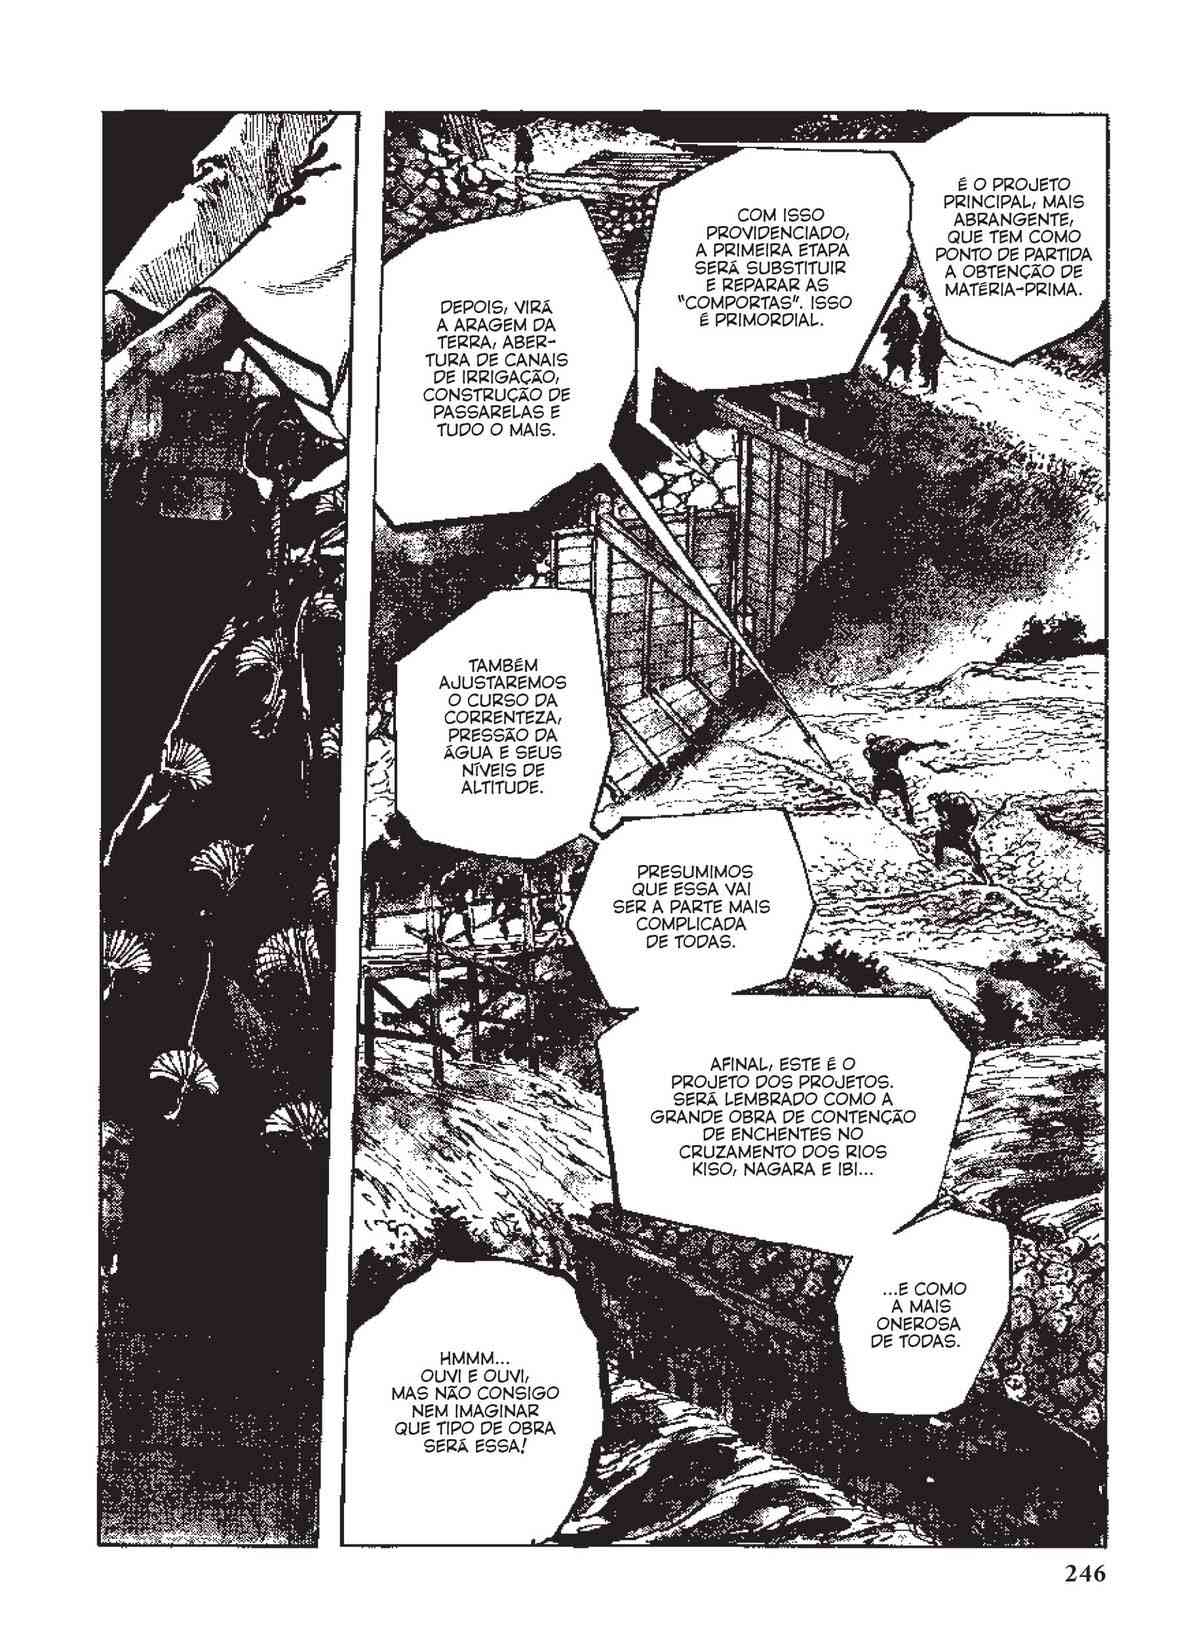 É O PROJETO
PRINCIPAL, MAIS
ABRANGENTE,
QUE TEM COMO
PONTO DE PARTIDA
A OBTENÇÃO DE
MATÉRIA-PRIMA.
COM ISSO
PROVIDENCIADO,
A PRIMEIRA ETAPA
SERÁ SUBSTITUIR
E REPARAR AS
“COMPORTAS”. ISSO
É PRIMORDIAL.
DEPOIS, VIRÁ
A ARAGEM DA
TERRA, ABER-
TURA DE CANAIS
DE IRRIGAÇÃO,
CONSTRUÇÃO DE
PASSARELAS E
TUDO O MAIS.
TAMBÉM
AJUSTAREMOS
O CURSO DA
CORRENTEZA,
PRESSÃO DA
ÁGUA E SEUS
NÍVEIS DE
ALTITUDE.
PRESUMIMOS
QUE ESSA VAI
SER A PARTE MAIS
COMPLICADA
DE TODAS.
AFINAL, ESTE É O
PROJETO DOS PROJETOS.
SERÁ LEMBRADO COMO A
GRANDE OBRA DE CONTENÇÃO
DE ENCHENTES NO
CRUZAMENTO DOS RIOS
KISO, NAGARA E IBI...
...E COMO
A MAIS
ONEROSA
DE TODAS.
HMMM...
OUVI E OUVI,
MAS NÃO CONSIGO
NEM IMAGINAR
QUE TIPO DE OBRA
SERÁ ESSA!
246